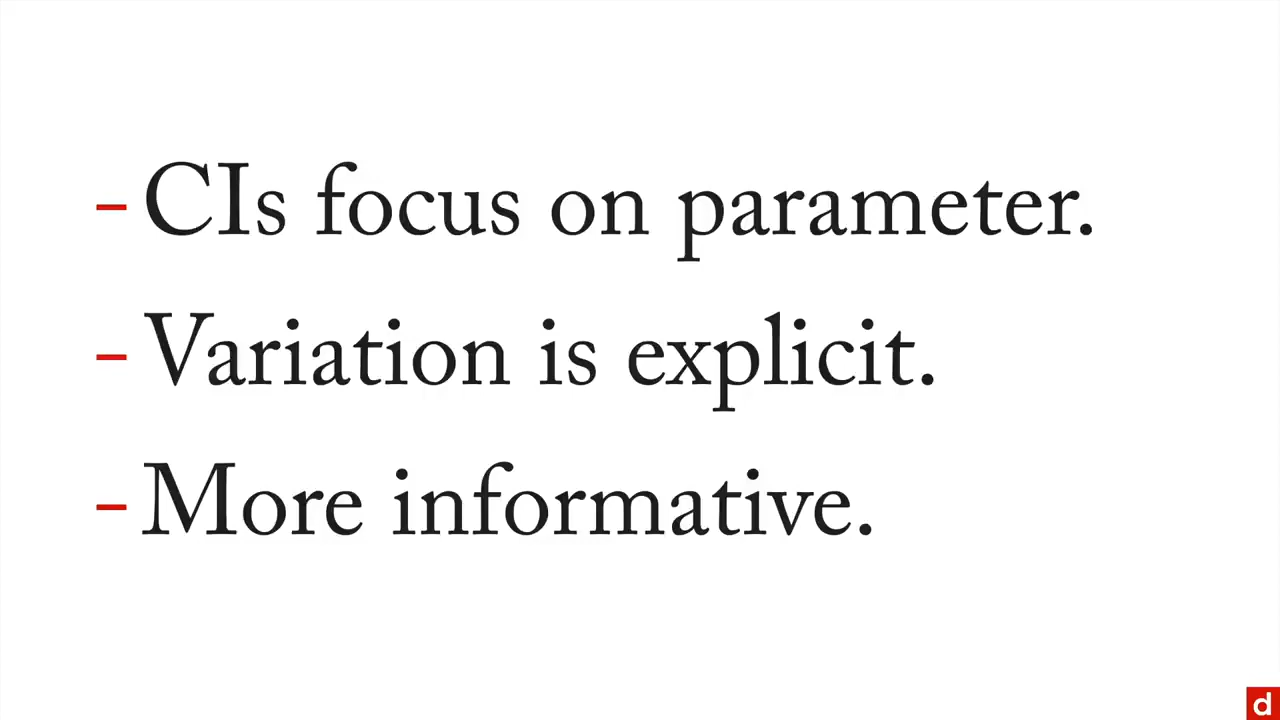 – CIs focus on parameter.
– Variation is explicit.
– More informative.
d